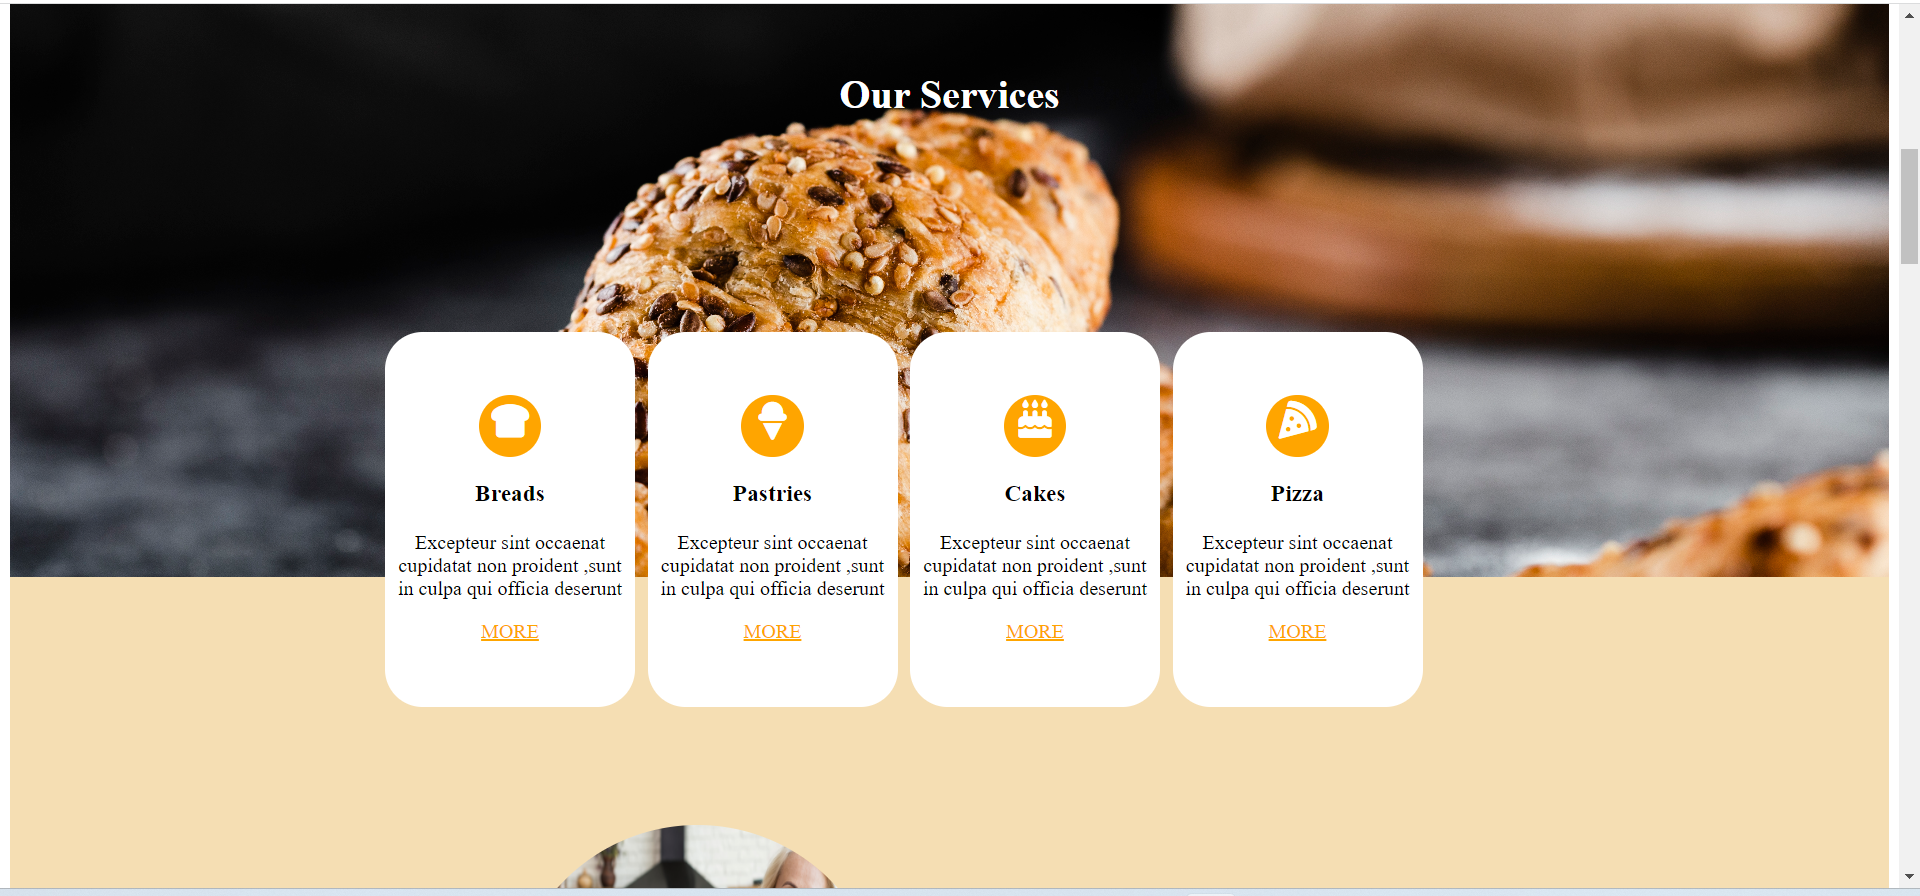 Our Services
Breads
Excepteur sint occaenat
cupidatat non proident ,sunt
in culpa qui officia deserunt
MORE
Pastries
Excepteur sint occaenat
cupidatat non proident ,sunt
in culpa qui officia deserunt
MORE
Cakes
Excepteur sint occaenat
cupidatat non proident ,sunt
in culpa qui officia deserunt
MORE
Pizza
Excepteur sint occaenat
cupidatat non proident ,sunt
in culpa qui officia deserunt
MORE